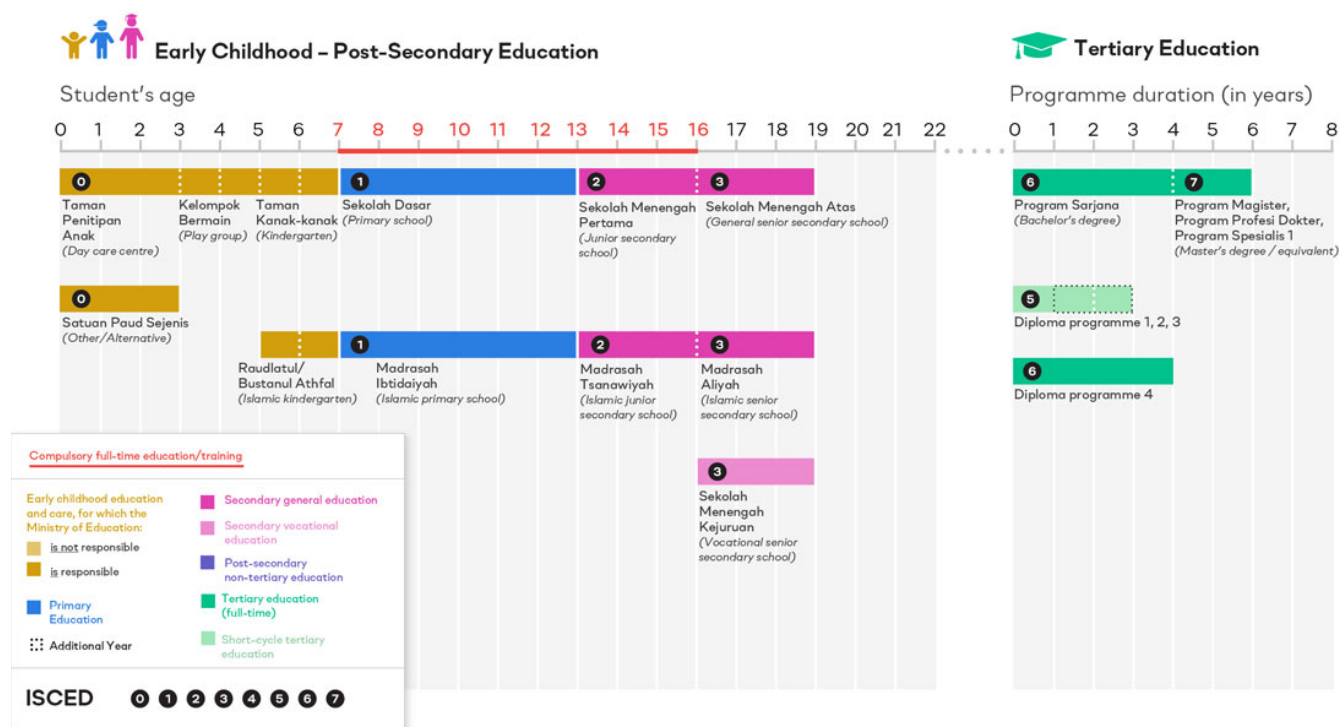 Early Childhood – Post-Secondary Education
Student's age
0 1 2 3 4 5 6 7 8 9 10 11 12 13 14 15 16 17 18 19 20 21 22
0
Taman
Penitipan
Anak
(Day care centre)
Kelompok
Bermain
(Play group)
Taman
Kanak-kanak
(Kindergarten)
1
Sekolah Dasar
(Primary school)
2
Sekolah Menengah
Pertama
(Junior secondary
school)
3
Sekolah Menengah Atas
(General senior secondary school)
0
Satuan Paud Sejenis
(Other/Alternative)
Raudlatul/
Bustanul Athfal
(Islamic kindergarten)
1
Madrasah
Ibtidaiyah
(Islamic primary school)
2
Madrasah
Tsanawiyah
(Islamic junior
secondary school)
3
Madrasah
Aliyah
(Islamic senior
secondary school)
3
Sekolah
Menengah
Kejuruan
(Vocational senior
secondary school)
Tertiary Education
Programme duration (in years)
0 1 2 3 4 5 6 7 8
6
Program Sarjana
(Bachelor's degree)
7
Program Magister,
Program Profesi Dokter,
Program Spesialis 1
(Master's degree / equivalent)
5
Diploma programme 1, 2, 3
6
Diploma programme 4
Compulsory full-time education/training
Early childhood education
and care, for which the
Ministry of Education:
is not responsible
is responsible
Primary
Education
Additional Year
Secondary general education
Secondary vocational
education
Post-secondary
non-tertiary education
Tertiary education
(full-time)
Short-cycle tertiary
education
ISCED 0 1 2 3 4 5 6 7